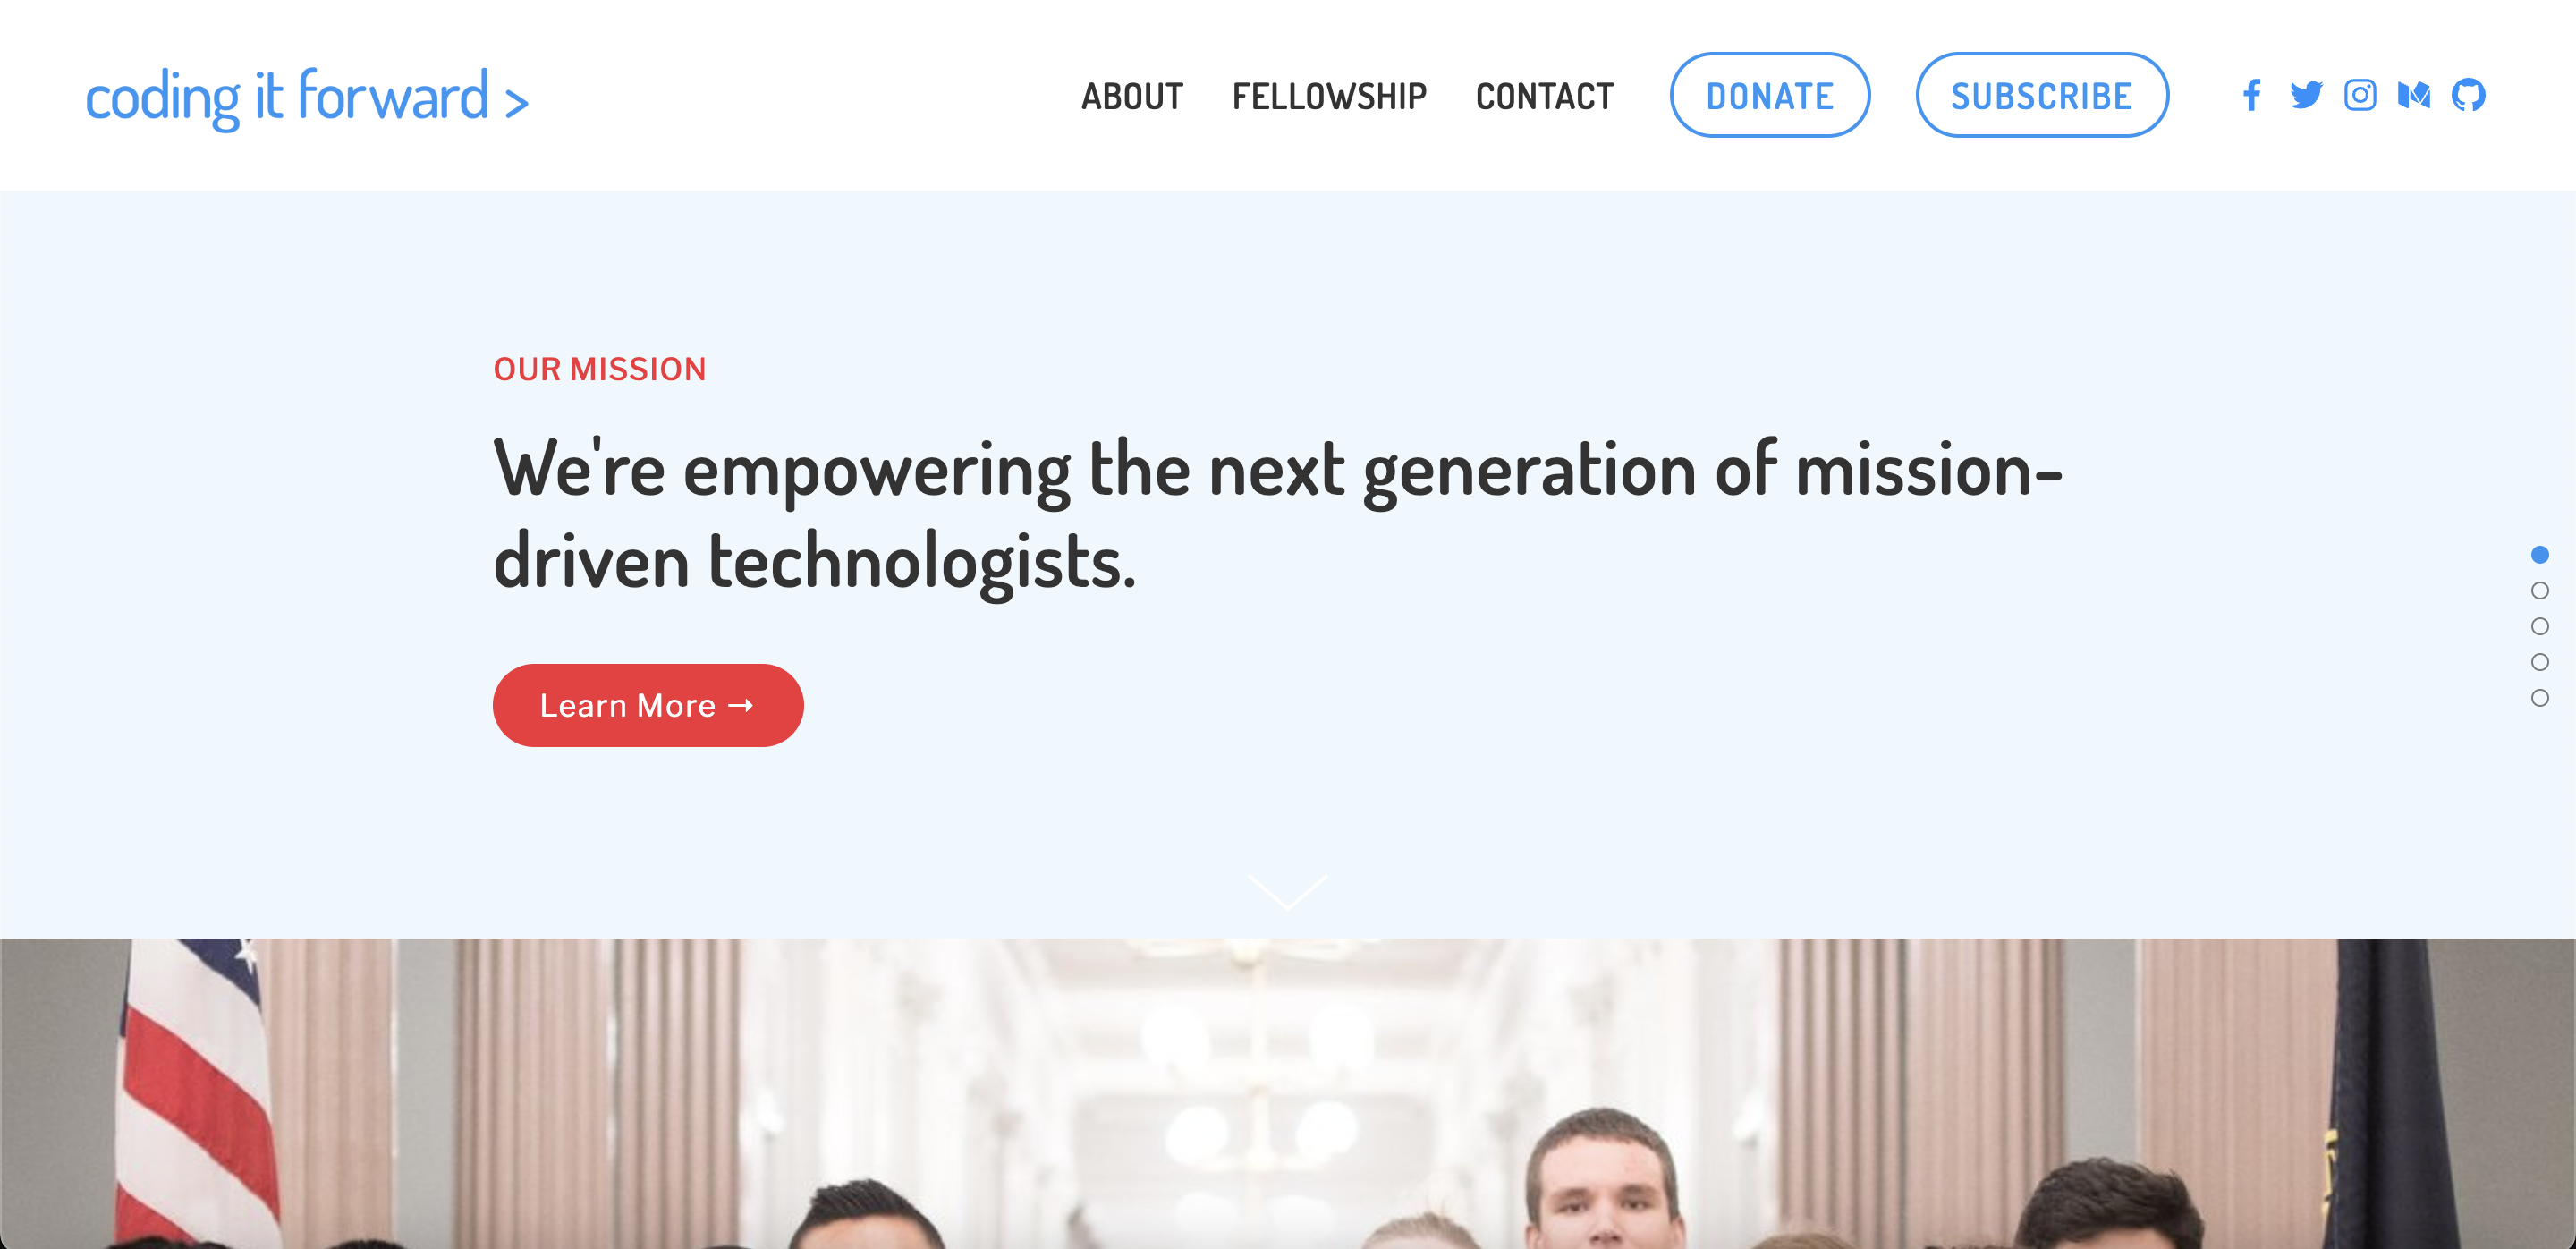 coding it forward >
ABOUT
FELLOWSHIP
CONTACT
DONATE
SUBSCRIBE
OUR MISSION
We're empowering the next generation of mission-
driven technologists.
Learn More →